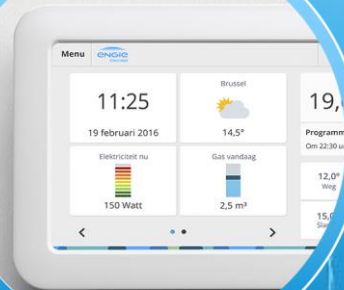 Menu
ENGIE
11:25
19 februari 2016
Brussel
14,5°
Elektriciteit nu
150 Watt
Gas vandaag
2,5 m³
19,
Programm
Om 22:30 u
12,0°
Weg
15,0